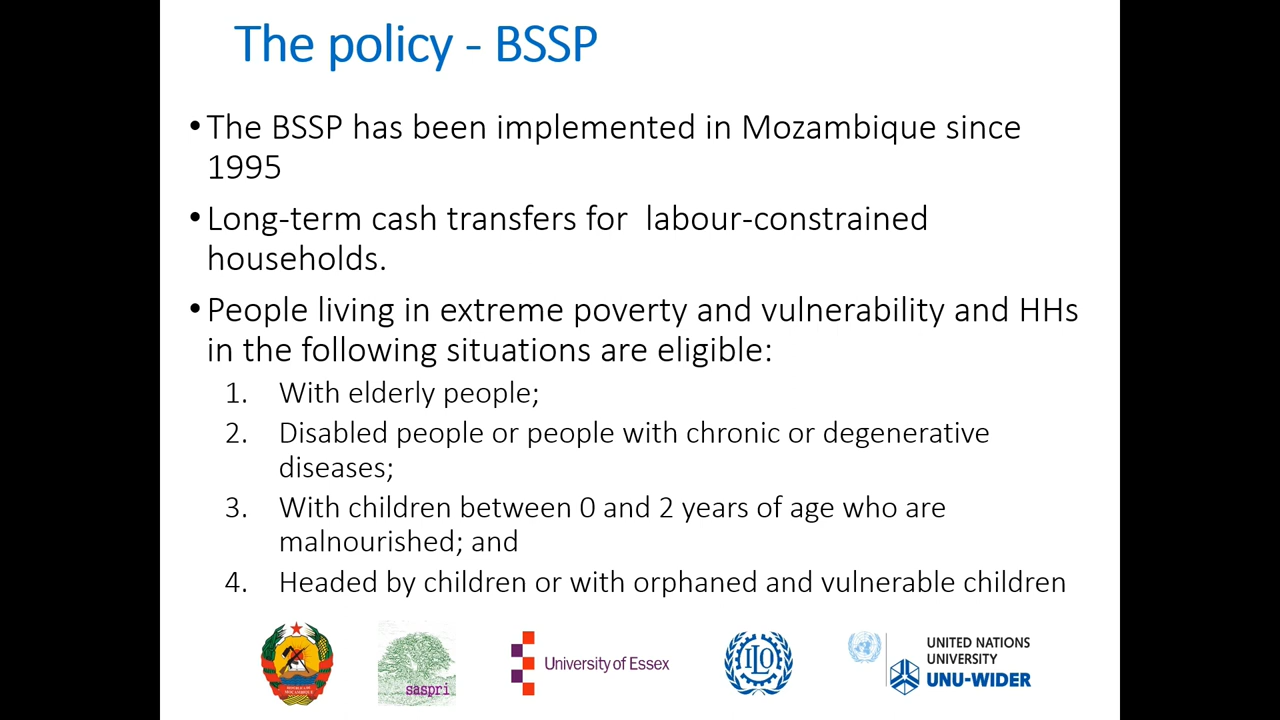 The policy - BSSP
•The BSSP has been implemented in Mozambique since
1995
•Long-term cash transfers for  labour-constrained
households.
•People living in extreme poverty and vulnerability and HHs
in the following situations are eligible:
1. With elderly people;
2. Disabled people or people with chronic or degenerative
diseases;
3. With children between 0 and 2 years of age who are
malnourished; and
4. Headed by children or with orphaned and vulnerable children
saspri
University of Essex
ILO
UNITED NATIONS
UNIVERSITY
UNU-WIDER